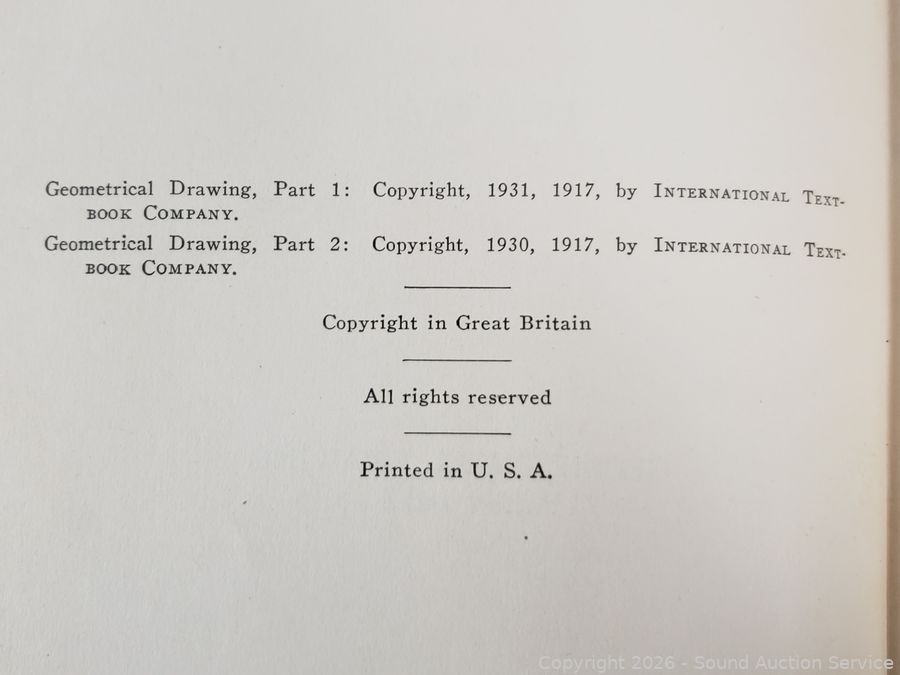 Geometrical Drawing, Part 1: Copyright, 1931, 1917, by INTERNATIONAL TEXT-
BOOK COMPANY.
Geometrical Drawing, Part 2: Copyright, 1930, 1917, by INTERNATIONAL TEXT-
BOOK COMPANY.
Copyright in Great Britain
All rights reserved
Printed in U. S. A.
Copyright 2026 - Sound Auction Service